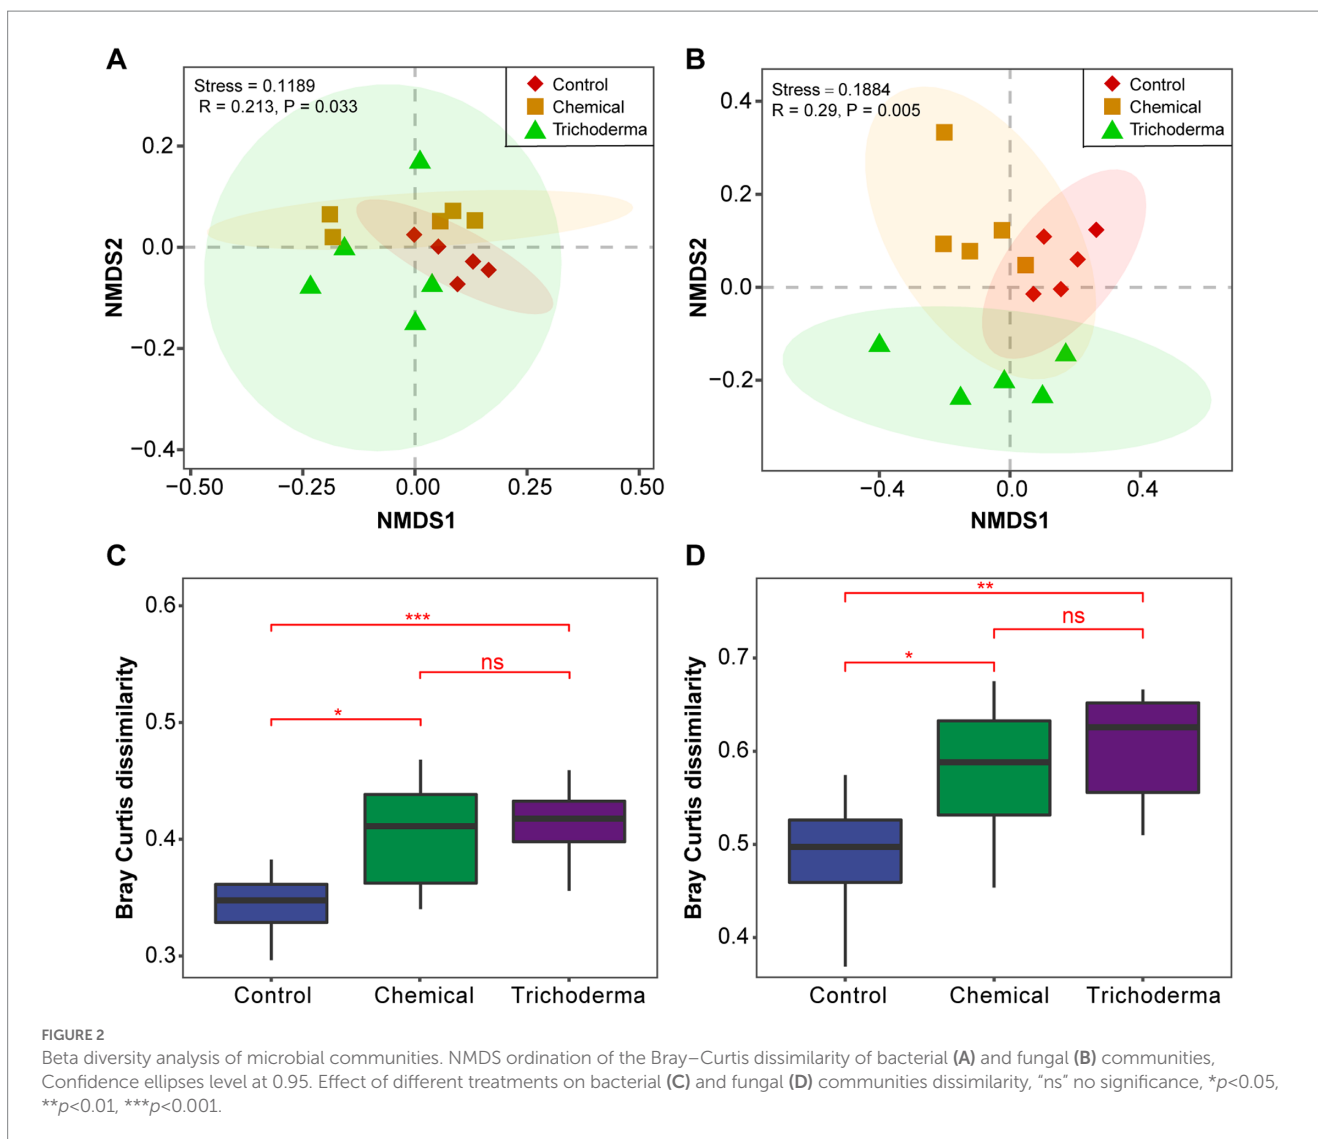 A
Stress = 0.1189
R = 0.213, P = 0.033
Control
Chemical
Trichoderma
NMDS2
0.2
0.0
−0.2
−0.4
−0.50
−0.25
0.00
0.25
0.50
NMDS1
B
Stress = 0.1884
R = 0.29, P = 0.005
Control
Chemical
Trichoderma
NMDS2
0.4
0.2
0.0
−0.2
−0.4
0.0
0.4
NMDS1
C
Bray Curtis dissimilarity
0.6
0.5
0.4
0.3
***
ns
*
Control
Chemical
Trichoderma
D
Bray Curtis dissimilarity
0.7
0.6
0.5
0.4
**
ns
*
Control
Chemical
Trichoderma
FIGURE 2
Beta diversity analysis of microbial communities. NMDS ordination of the Bray–Curtis dissimilarity of bacterial (A) and fungal (B) communities,
Confidence ellipses level at 0.95. Effect of different treatments on bacterial (C) and fungal (D) communities dissimilarity, "ns" no significance, *p<0.05,
**p<0.01, ***p<0.001.